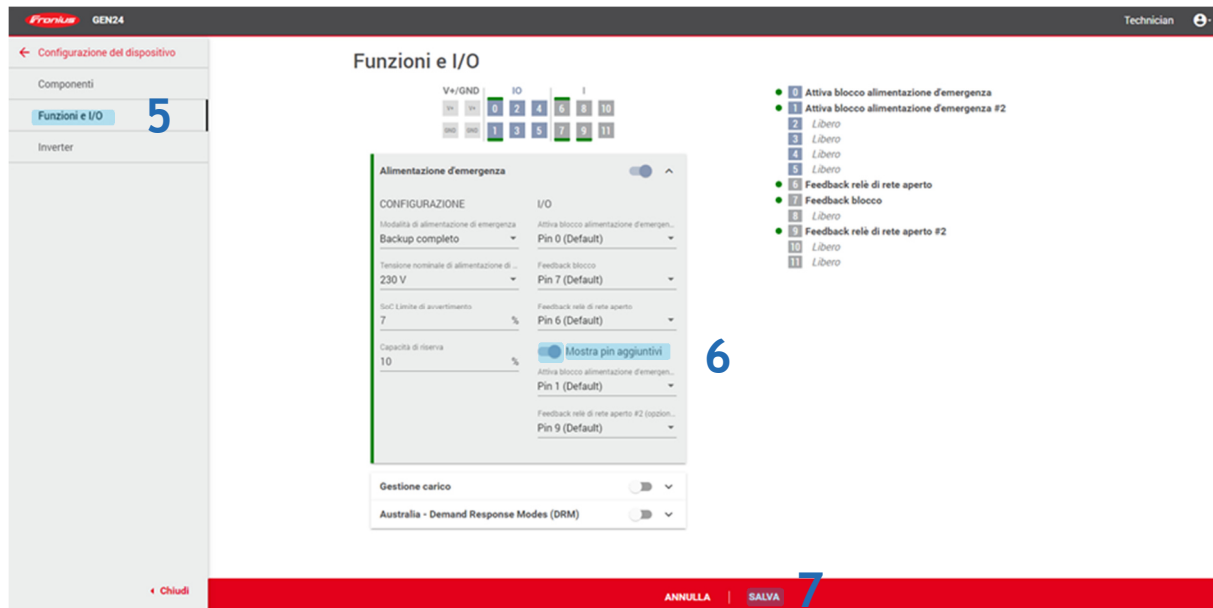 Fronius GEN24
Technician
Configurazione del dispositivo
Componenti
Funzioni e I/O
5
Inverter
Funzioni e I/O
V+/GND IO I
V+ V+ 0 2 4 6 8 10
GND GND 1 3 5 7 9 11
Alimentazione d'emergenza
CONFIGURAZIONE
Modalità di alimentazione di emergenza
Backup completo
Tensione nominale di alimentazione di ...
230 V
SoC Limite di avvertimento
7 %
Capacità di riserva
10 %
I/O
Attiva blocco alimentazione d'emergen...
Pin 0 (Default)
Feedback blocco
Pin 7 (Default)
Feedback relè di rete aperto
Pin 6 (Default)
Mostra pin aggiuntivi
6
Attiva blocco alimentazione d'emergen...
Pin 1 (Default)
Feedback relè di rete aperto #2 (opzion...
Pin 9 (Default)
Gestione carico
Australia - Demand Response Modes (DRM)
0 Attiva blocco alimentazione d'emergenza
1 Attiva blocco alimentazione d'emergenza #2
2 Libero
3 Libero
4 Libero
5 Libero
6 Feedback relè di rete aperto
7 Feedback blocco
8 Libero
9 Feedback relè di rete aperto #2
10 Libero
11 Libero
Chiudi
ANNULLA | SALVA
7